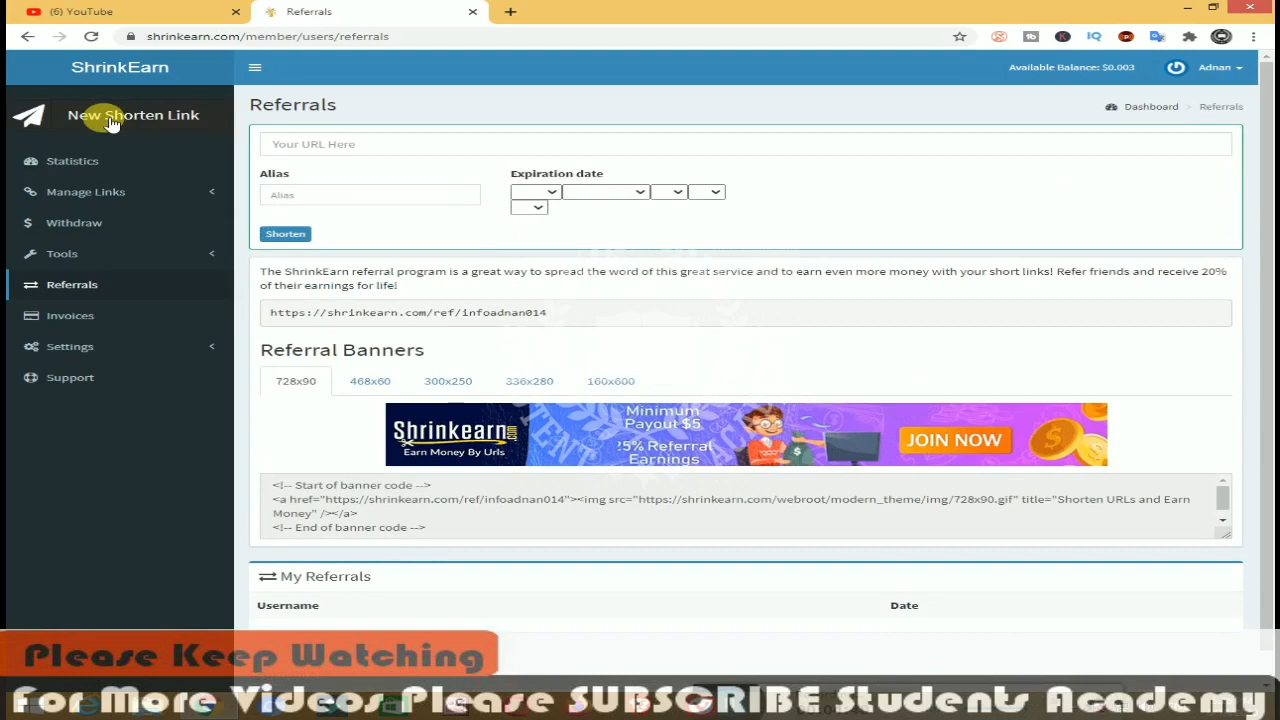 (6) YouTube
Referrals
shrinkearn.com/member/users/referrals
ShrinkEarn
Available Balance: $0.003
Adnan
New Shorten Link
Statistics
Manage Links
Withdraw
Tools
Referrals
Invoices
Settings
Support
Referrals
Dashboard > Referrals
Your URL Here
Alias
Expiration date
Alias
Shorten
The ShrinkEarn referral program is a great way to spread the word of this great service and to earn even more money with your short links! Refer friends and receive 20%
of their earnings for life!
https://shrinkearn.com/ref/infoadnan014
Referral Banners
728x90 468x60 300x250 336x280 160x600
Shrinkearn.com
Earn Money By Urls
Minimum
Payout $5
25% Referral
Earnings
JOIN NOW
<!-- Start of banner code -->
<a href="https://shrinkearn.com/ref/infoadnan014"><img src="https://shrinkearn.com/webroot/modern_theme/img/728x90.gif" title="Shorten URLs and Earn
Money" /></a>
<!-- End of banner code -->
My Referrals
Username Date
Please Keep Watching
For More Videos Please SUBSCRIBE Students Academy